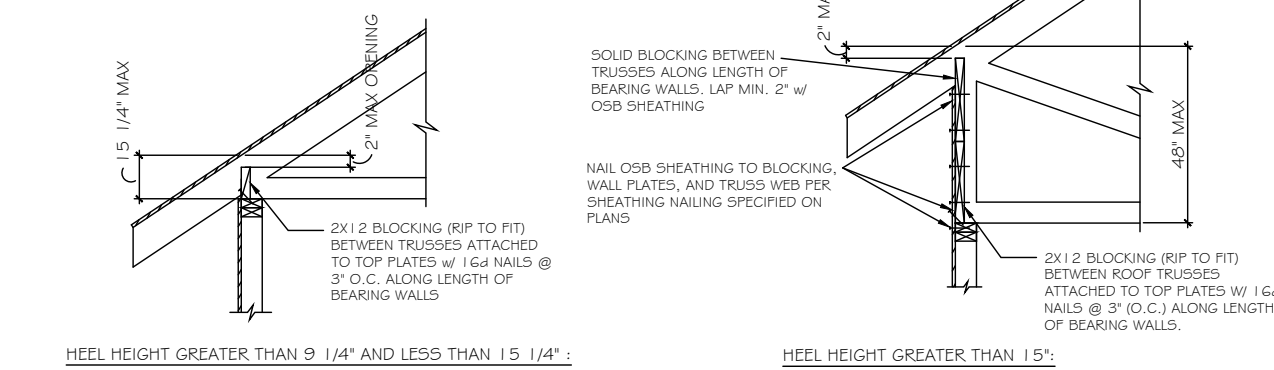 15 1/4" MAX
2" MAX OPENING
2X12 BLOCKING (RIP TO FIT)
BETWEEN TRUSSES ATTACHED
TO TOP PLATES w/ 16d NAILS @
3" O.C. ALONG LENGTH OF
BEARING WALLS
HEEL HEIGHT GREATER THAN 9 1/4" AND LESS THAN 15 1/4" :
2"
SOLID BLOCKING BETWEEN
TRUSSES ALONG LENGTH OF
BEARING WALLS. LAP MIN. 2" w/
OSB SHEATHING
NAIL OSB SHEATHING TO BLOCKING,
WALL PLATES, AND TRUSS WEB PER
SHEATHING NAILING SPECIFIED ON
PLANS
48" MAX
2X12 BLOCKING (RIP TO FIT)
BETWEEN ROOF TRUSSES
ATTACHED TO TOP PLATES W/ 16d
NAILS @ 3" (O.C.) ALONG LENGTH
OF BEARING WALLS.
HEEL HEIGHT GREATER THAN 15":